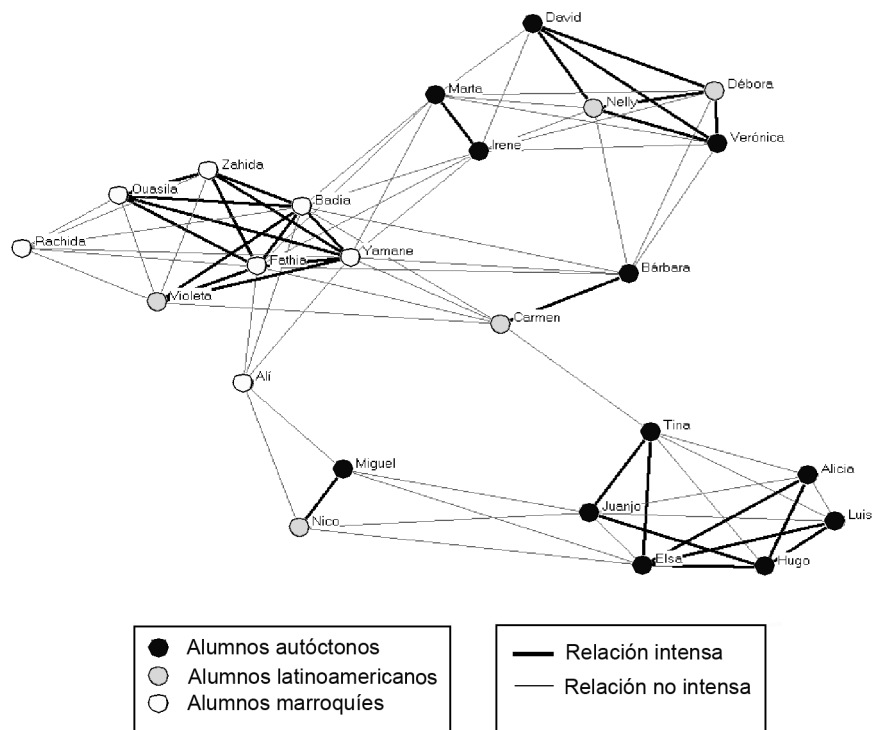 David
Marta
Nelly
Débora
Irene
Verónica
Zahida
Ouasila
Badia
Rachida
Yamane
Fathia
Violeta
Bárbara
Carmen
Alí
Tina
Miguel
Alicia
Juanjo
Luis
Nico
Elsa
Hugo
Alumnos autóctonos
Alumnos latinoamericanos
Alumnos marroquíes
Relación intensa
Relación no intensa